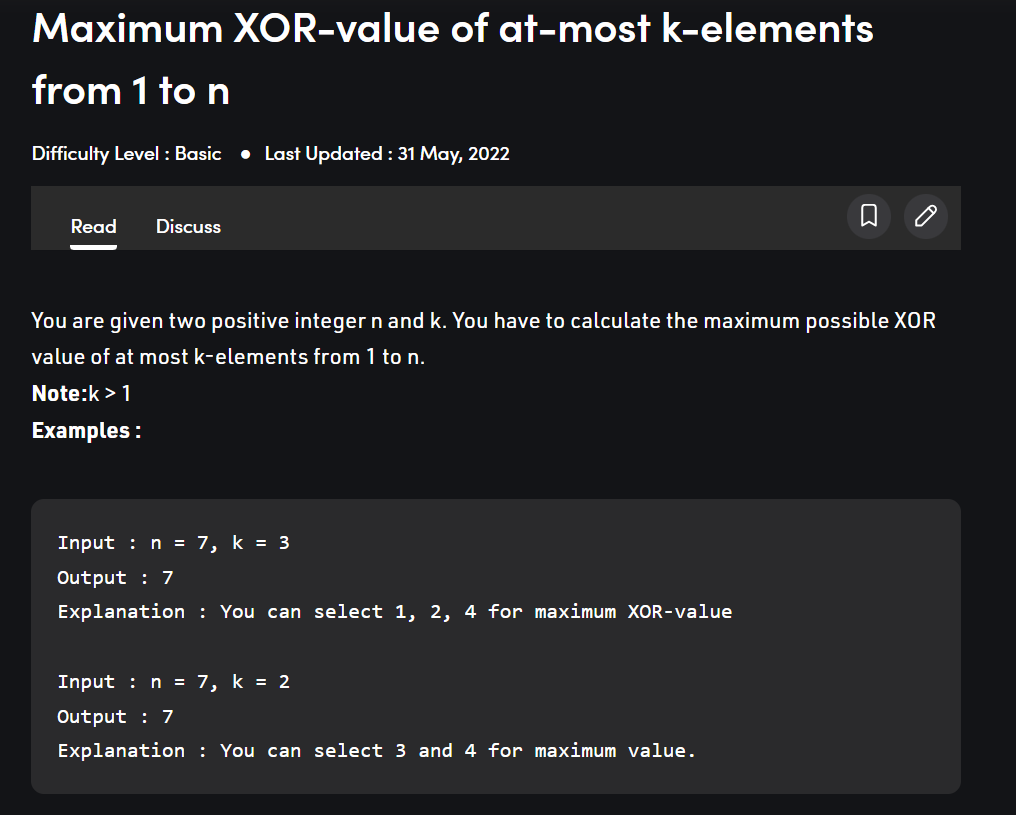 Maximum XOR-value of at-most k-elements
from 1 to n
Difficulty Level : Basic ● Last Updated : 31 May, 2022
Read Discuss
You are given two positive integer n and k. You have to calculate the maximum possible XOR
value of at most k-elements from 1 to n.
Note:k > 1
Examples :
Input : n = 7, k = 3
Output : 7
Explanation : You can select 1, 2, 4 for maximum XOR-value
Input : n = 7, k = 2
Output : 7
Explanation : You can select 3 and 4 for maximum value.